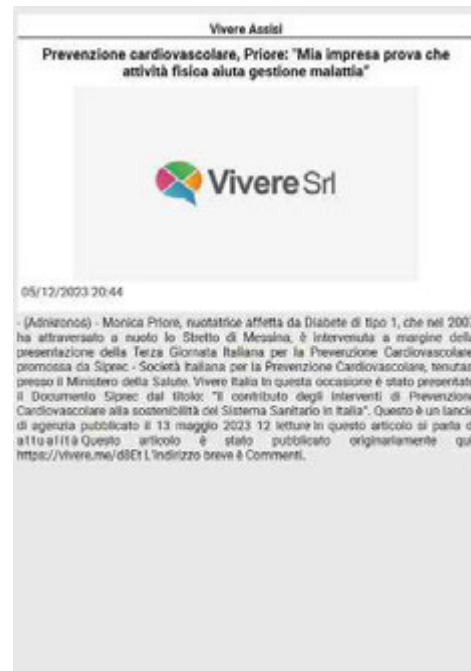 Vivere Assisi
Prevenzione cardiovascolare, Priore: "Mia impresa prova che
attività fisica aiuta gestione malattia"
Vivere Srl
05/12/2023 20:44
- (Adnkronos) - Monica Priore, nuotatrice affetta da Diabete di tipo 1, che nel 2007
ha attraversato a nuoto lo Stretto di Messina, è intervenuta a margine della
presentazione della Terza Giornata Italiana per la Prevenzione Cardiovascolare
promossa da Siprec - Società Italiana per la Prevenzione Cardiovascolare, tenutasi
presso il Ministero della Salute. Vivere Italia In questa occasione è stato presentato
il Documento Siprec dal titolo: "Il contributo degli interventi di Prevenzione
Cardiovascolare alla sostenibilità del Sistema Sanitario in Italia". Questo è un lancio
di agenzia pubblicato il 13 maggio 2023 12 letture In questo articolo si parla di
attualità Questo articolo è stato pubblicato originariamente qui
https://vivere.me/d8Et L'indirizzo breve è Commenti.